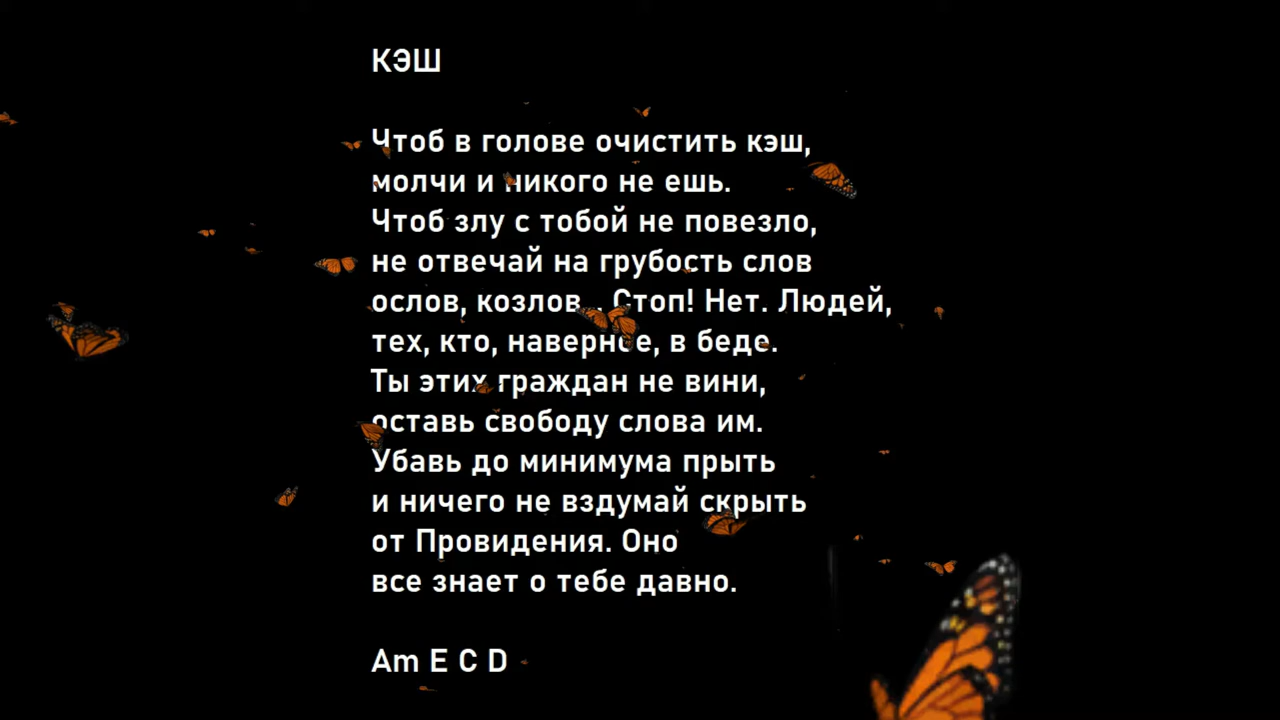 КЭШ
Чтоб в голове очистить кэш,
молчи и никого не ешь.
Чтоб злу с тобой не повезло,
не отвечай на грубость слов
ослов, козлов... Стоп! Нет. Людей,
тех, кто, наверное, в беде.
Ты этих граждан не вини,
оставь свободу слова им.
Убавь до минимума прыть
и ничего не вздумай скрыть
от Провидения. Оно
все знает о тебе давно.
Am E C D